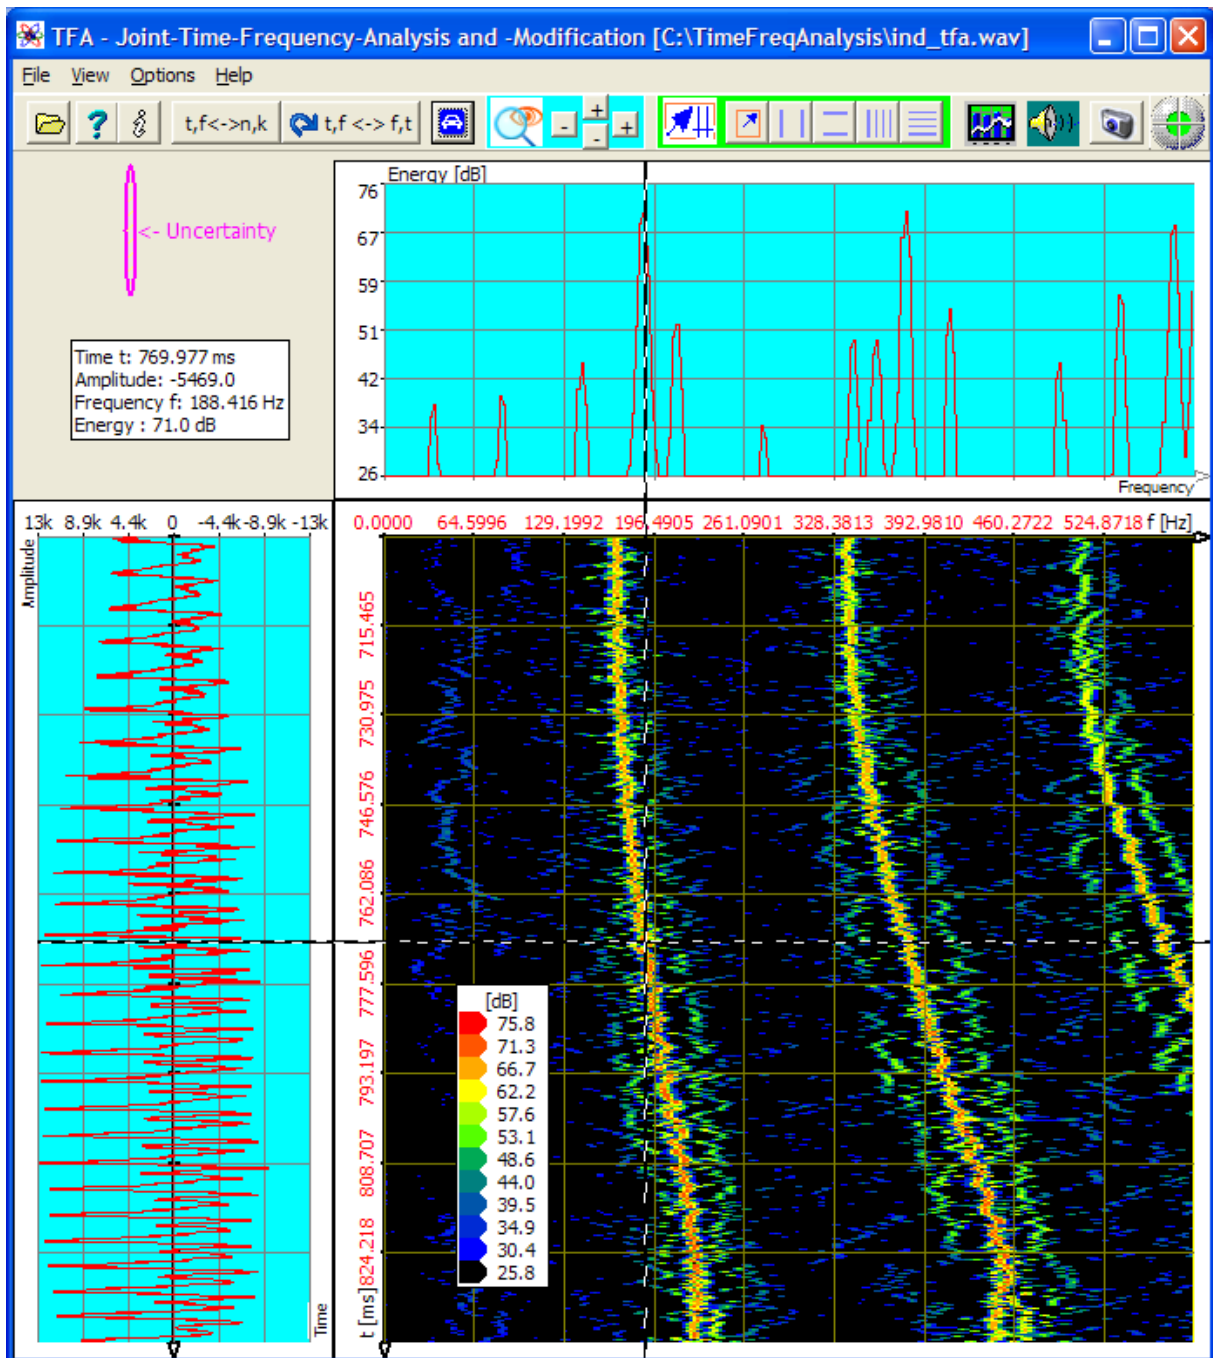 TFA - Joint-Time-Frequency-Analysis and -Modification [C:\TimeFreqAnalysis\ind_tfa.wav]
File View Options Help
t,f<->n,k t,f <-> f,t
<- Uncertainty
Time t: 769.977 ms
Amplitude: -5469.0
Frequency f: 188.416 Hz
Energy : 71.0 dB
Energy [dB]
76
67
59
51
42
34
26
Frequency
13k 8.9k 4.4k 0 -4.4k -8.9k -13k
Amplitude
Time
0.0000 64.5996 129.1992 196.4905 261.0901 328.3813 392.9810 460.2722 524.8718 f [Hz]
715.465
730.975
746.576
762.086
777.596
793.197
808.707
824.218
t [ms]
[dB]
75.8
71.3
66.7
62.2
57.6
53.1
48.6
44.0
39.5
34.9
30.4
25.8